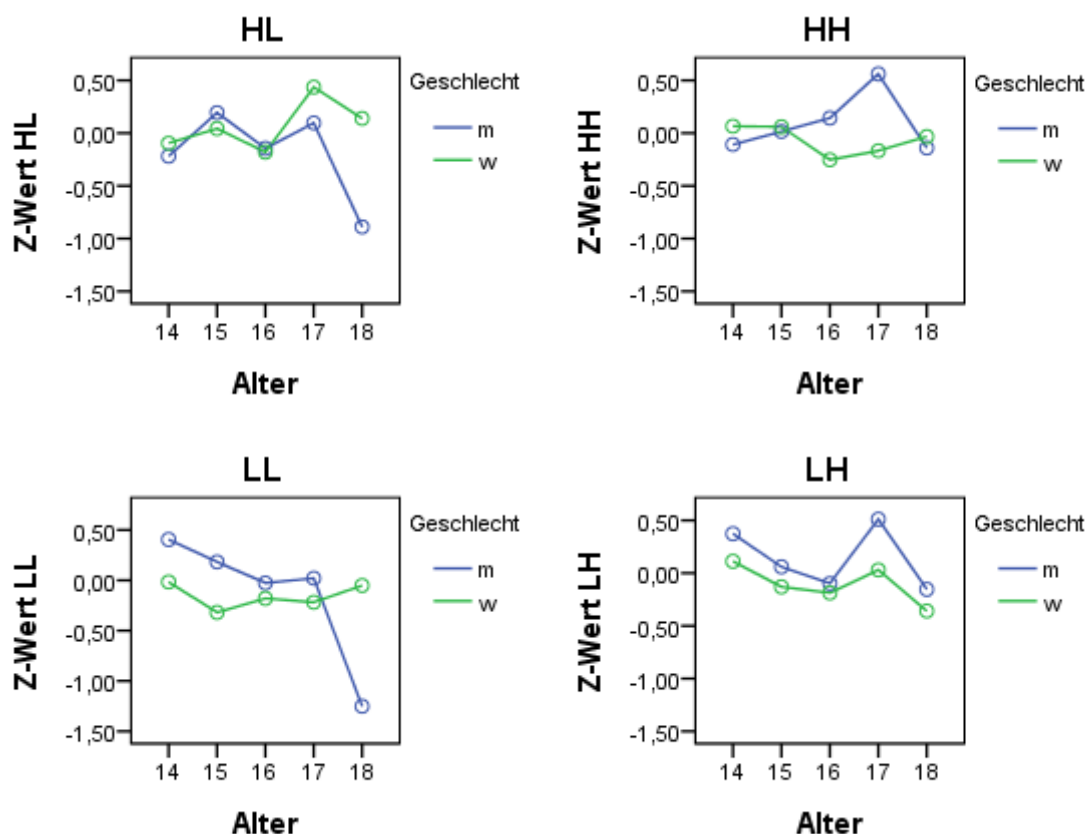 HL
Z-Wert HL
0,50
0,00
-0,50
-1,00
-1,50
14 15 16 17 18
Alter
Geschlecht
m
w
HH
Z-Wert HH
0,50
0,00
-0,50
-1,00
-1,50
14 15 16 17 18
Alter
Geschlecht
m
w
LL
Z-Wert LL
0,50
0,00
-0,50
-1,00
-1,50
14 15 16 17 18
Alter
Geschlecht
m
w
LH
Z-Wert LH
0,50
0,00
-0,50
-1,00
-1,50
14 15 16 17 18
Alter
Geschlecht
m
w